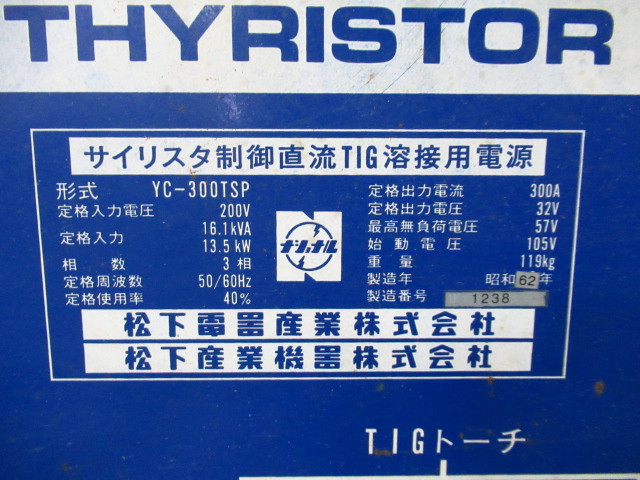 THYRISTOR
サイリスタ制御直流TIG溶接用電源
形式 YC-300TSP
定格入力電圧 200V
定格入力 16.1kVA
13.5kW
相数 3相
定格周波数 50/60Hz
定格使用率 40%
ナショナル
定格出力電流 300A
定格出力電圧 32V
最高無負荷電圧 57V
始動電圧 105V
重量 119kg
製造年 昭和62年
製造番号 1238
松下電器産業株式会社
松下産業機器株式会社
TIGトーチ